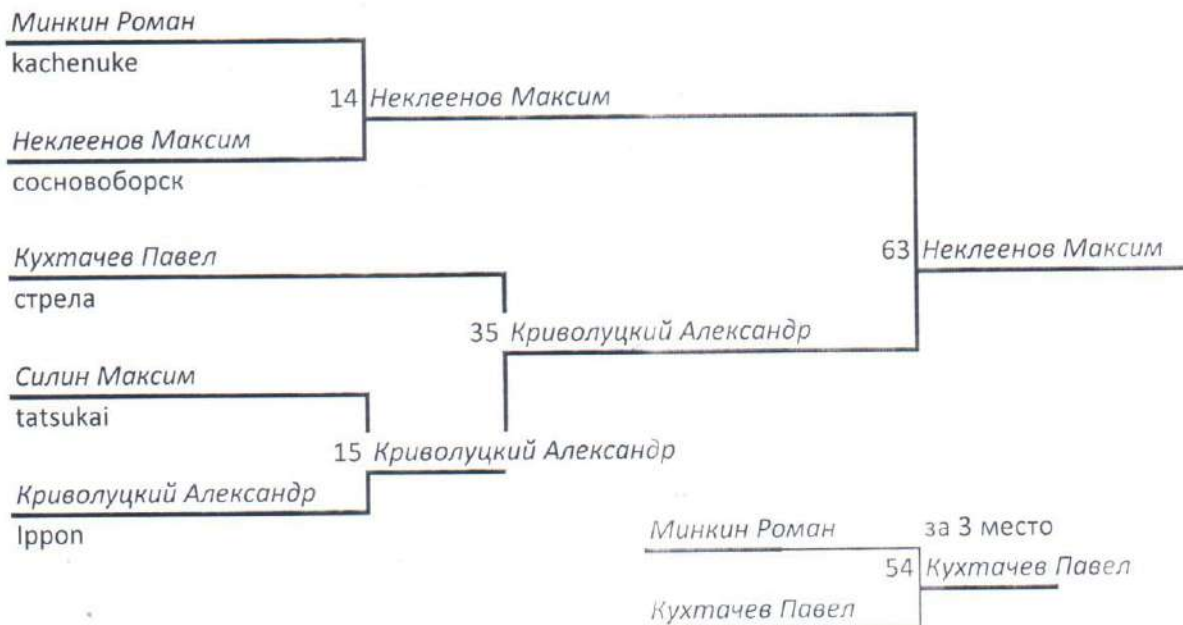 Минкин Роман
kachenuke
14 Неклеенов Максим
Неклеенов Максим
сосновоборск
63 Неклеенов Максим
Кухтачев Павел
стрела
35 Криволуцкий Александр
Силин Максим
tatsukai
15 Криволуцкий Александр
Криволуцкий Александр
Ippon
Минкин Роман за 3 место
54 Кухтачев Павел
Кухтачев Павел